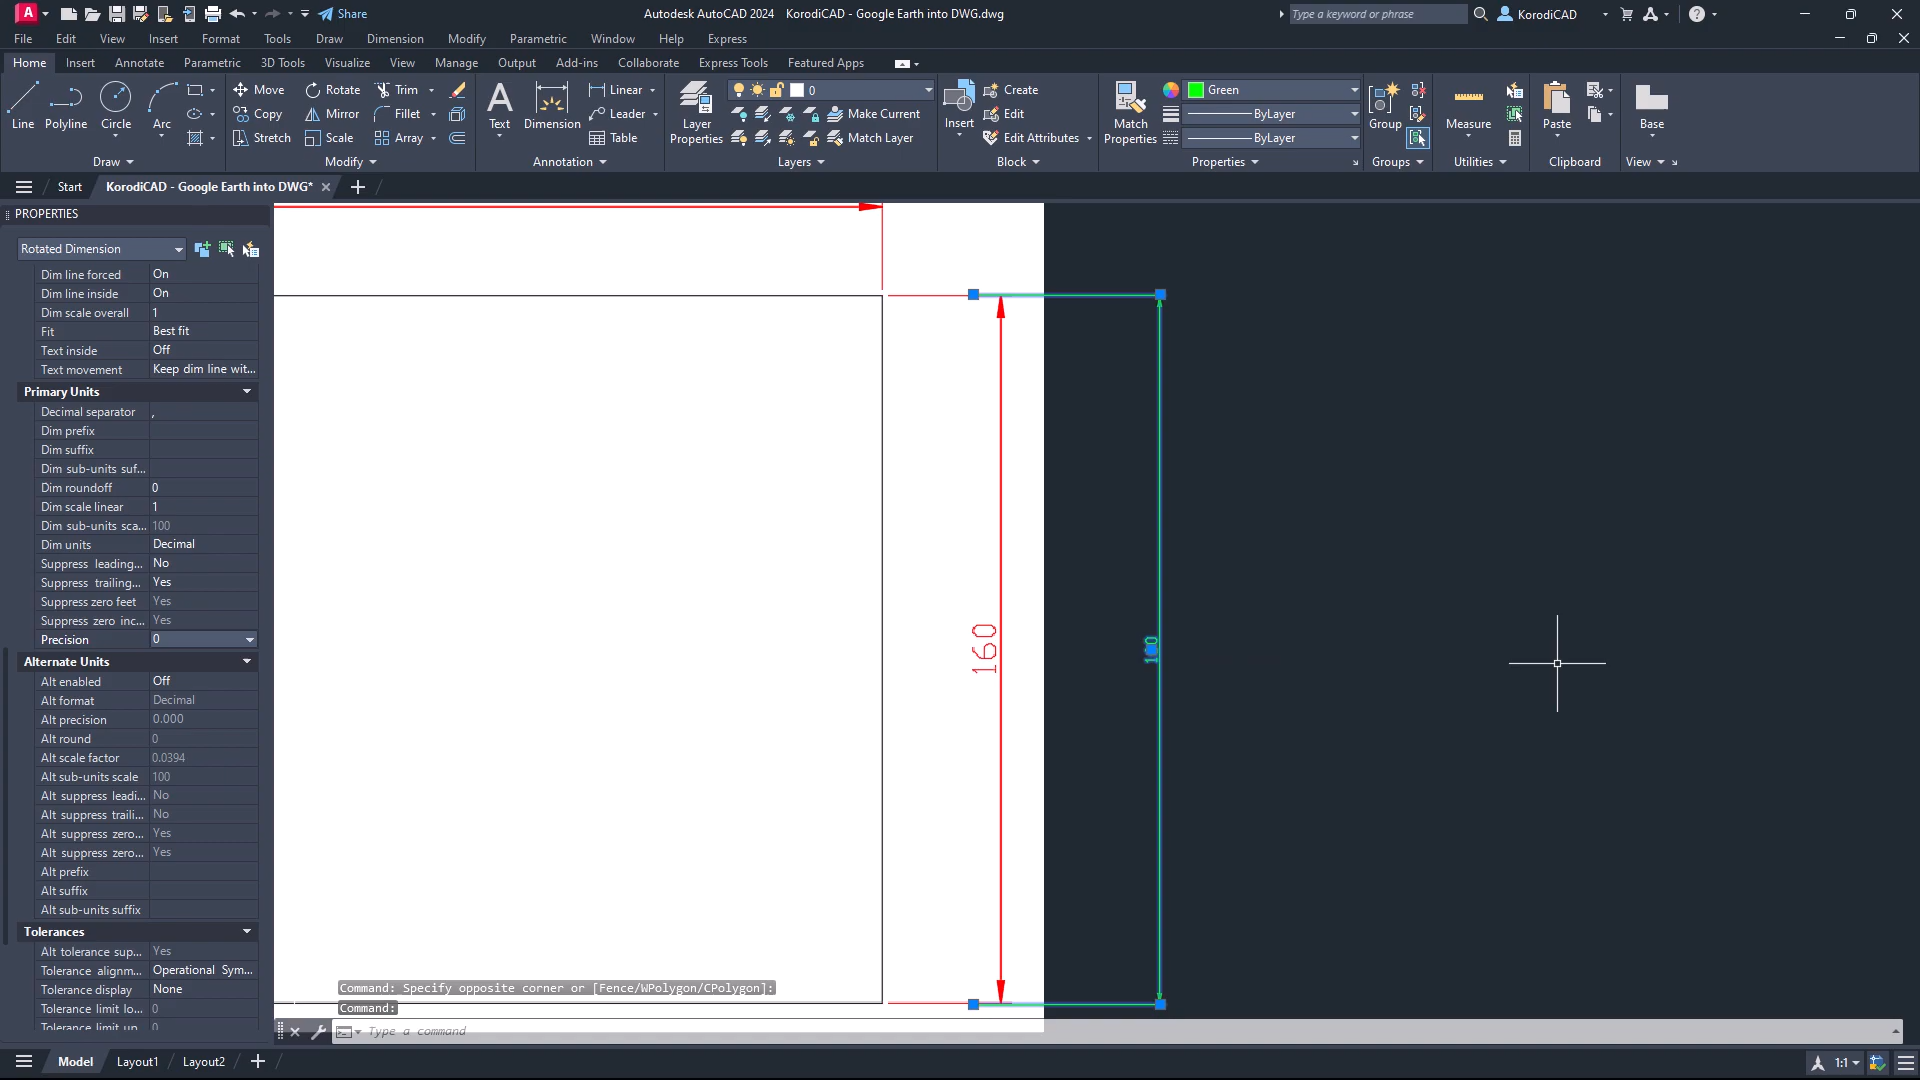 Share
Autodesk AutoCAD 2024 KorodiCAD - Google Earth into DWG.dwg
Type a keyword or phrase
KorodiCAD
File Edit View Insert Format Tools Draw Dimension Modify Parametric Window Help Express
Home Insert Annotate Parametric 3D Tools Visualize View Manage Output Add-ins Collaborate Express Tools Featured Apps
Line Polyline Circle Arc
Draw
Move Rotate Trim
Copy Mirror Fillet
Stretch Scale Array
Modify
Text Dimension
Linear
Leader
Table
Annotation
Layer Properties
0
Make Current
Match Layer
Layers
Insert
Create
Edit
Edit Attributes
Block
Match Properties
Green
ByLayer
ByLayer
Properties
Group
Groups
Measure
Utilities
Paste
Clipboard
Base
View
Start KorodiCAD - Google Earth into DWG*
PROPERTIES
Rotated Dimension
Dim line forced On
Dim line inside On
Dim scale overall 1
Fit Best fit
Text inside Off
Text movement Keep dim line wit...
Primary Units
Decimal separator ,
Dim prefix
Dim suffix
Dim sub-units suf...
Dim roundoff 0
Dim scale linear 1
Dim sub-units sca... 100
Dim units Decimal
Suppress leading... No
Suppress trailing... Yes
Suppress zero feet Yes
Suppress zero inc... Yes
Precision 0
Alternate Units
Alt enabled Off
Alt format Decimal
Alt precision 0.000
Alt round 0
Alt scale factor 0.0394
Alt sub-units scale 100
Alt suppress leadi... No
Alt suppress traili... No
Alt suppress zero... Yes
Alt suppress zero... Yes
Alt prefix
Alt suffix
Alt sub-units suffix
Tolerances
Alt tolerance sup... Yes
Tolerance alignm... Operational Sym...
Tolerance display None
Tolerance limit lo... 0
160
Command: Specify opposite corner or [Fence/WPolygon/CPolygon]:
Command:
Type a command
Model Layout1 Layout2
1:1